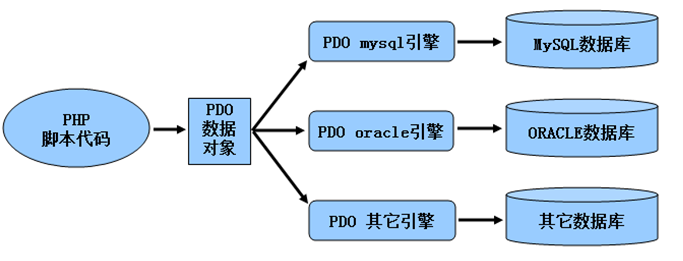 PHP
脚本代码
PDO
数据
对象
PDO mysql引擎
MySQL数据库
PDO oracle引擎
ORACLE数据库
PDO 其它引擎
其它数据库